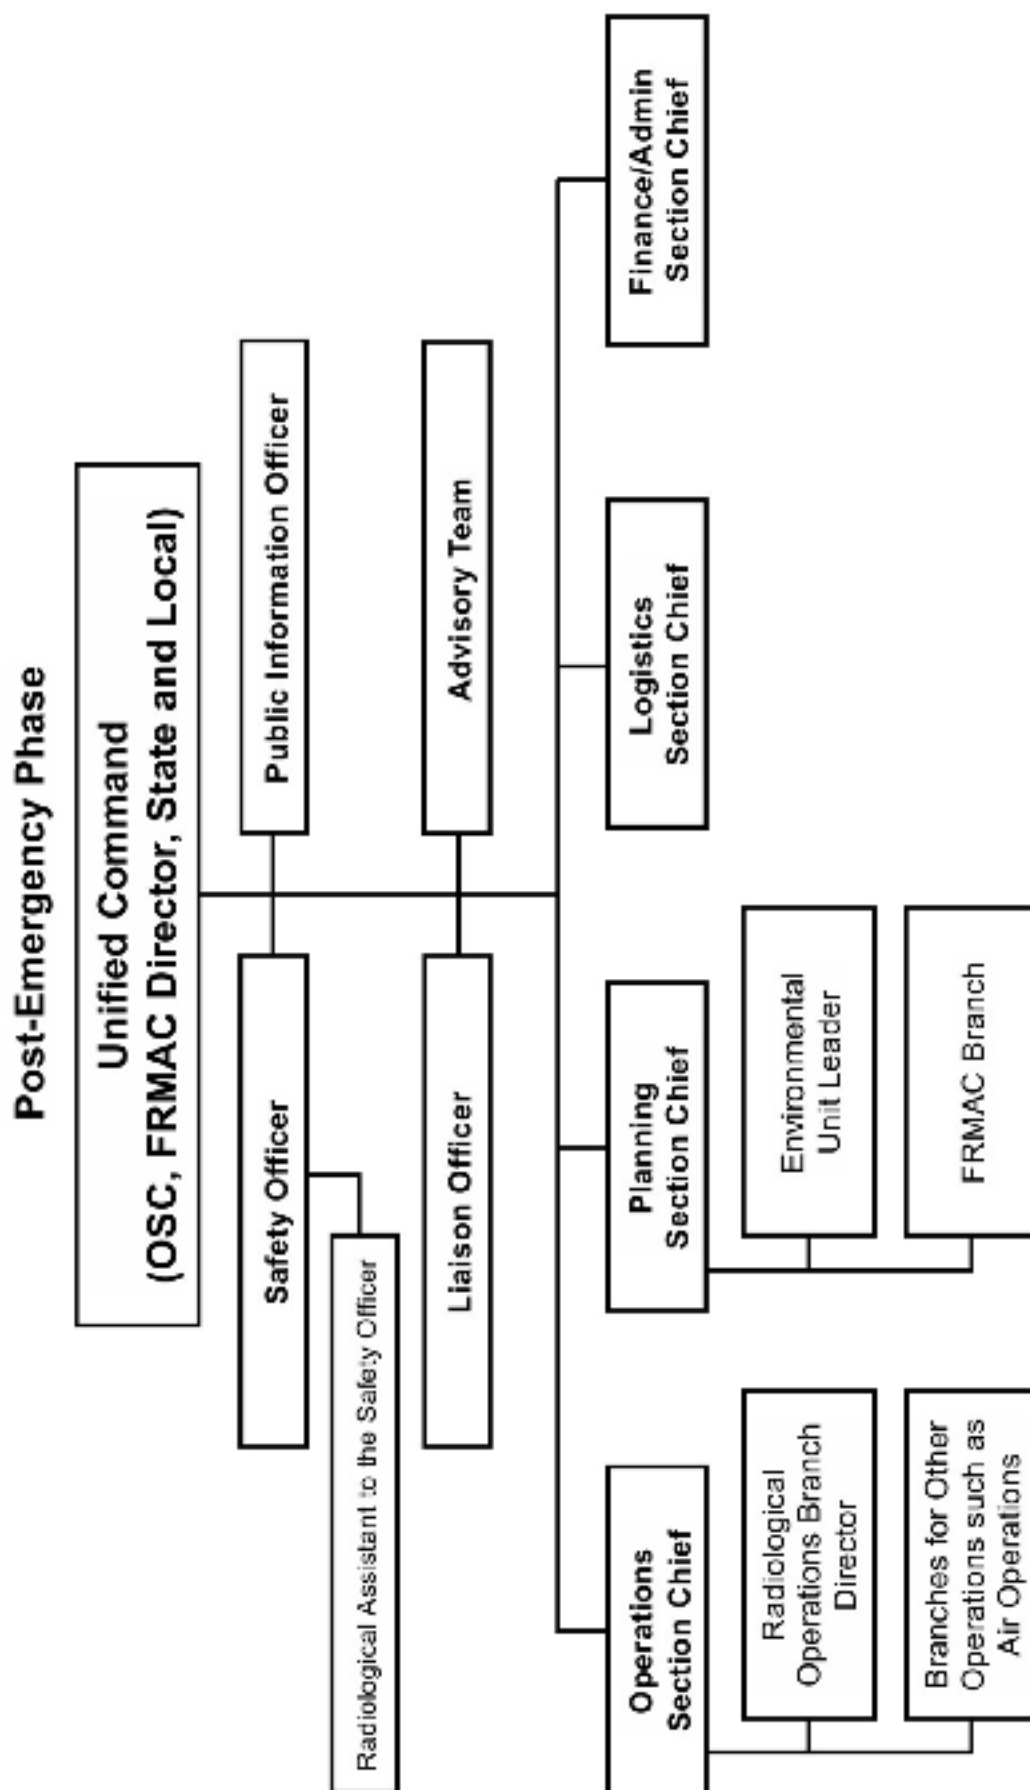 Post-Emergency Phase
Unified Command
(OSC, FRMAC Director, State and Local)
Safety Officer
Public Information Officer
Radiological Assistant to the Safety Officer
Liaison Officer
Advisory Team
Operations
Section Chief
Planning
Section Chief
Logistics
Section Chief
Finance/Admin
Section Chief
Radiological
Operations Branch
Director
Environmental
Unit Leader
Branches for Other
Operations such as
Air Operations
FRMAC Branch